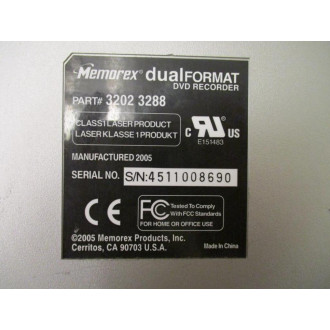 Memorex dualFORMAT
DVD RECORDER
PART# 3202 3288
CLASS1 LASER PRODUCT
LASER KLASSE 1 PRODUKT
C UL US
E151483
MANUFACTURED 2005
SERIAL NO. S/N:4511008690
CE FC Tested To Comply
With FCC Standards
FOR HOME OR OFFICE USE
©2005 Memorex Products, Inc.
Cerritos, CA 90703 U.S.A.
Made In China